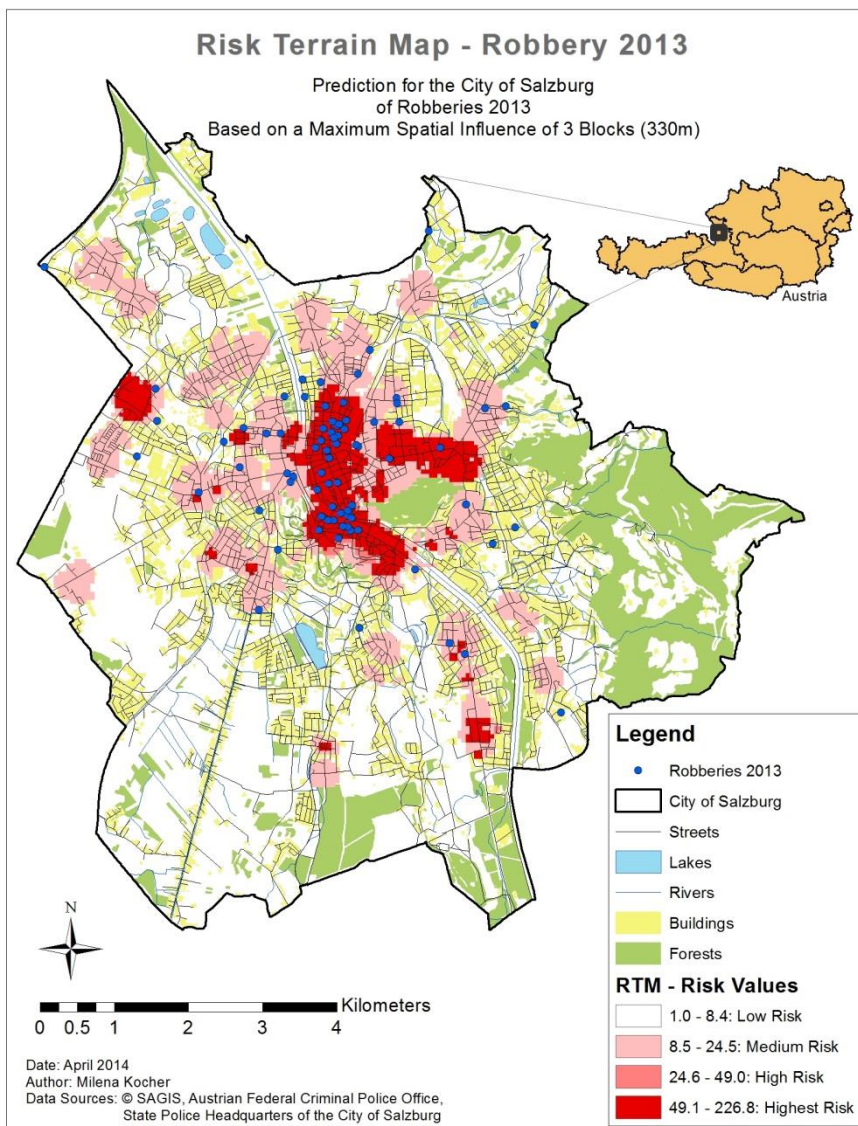 Risk Terrain Map - Robbery 2013
Prediction for the City of Salzburg
of Robberies 2013
Based on a Maximum Spatial Influence of 3 Blocks (330m)
Austria
Legend
Robberies 2013
City of Salzburg
Streets
Lakes
Rivers
Buildings
Forests
RTM - Risk Values
1.0 - 8.4: Low Risk
8.5 - 24.5: Medium Risk
24.6 - 49.0: High Risk
49.1 - 226.8: Highest Risk
N
Kilometers
0 0.5 1 2 3 4
Date: April 2014
Author: Milena Kocher
Data Sources: © SAGIS, Austrian Federal Criminal Police Office,
State Police Headquarters of the City of Salzburg